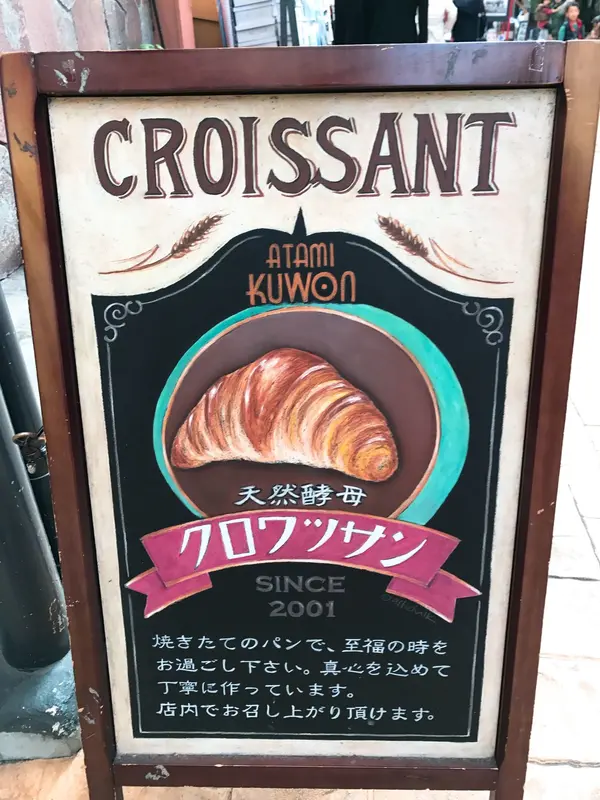 CROISSANT
ATAMI
KUWON
天然酵母
クロワッサン
SINCE
2001
焼きたてのパンで、至福の時を
お過ごし下さい。真心を込めて
丁寧に作っています。
店内でお召し上がり頂けます。